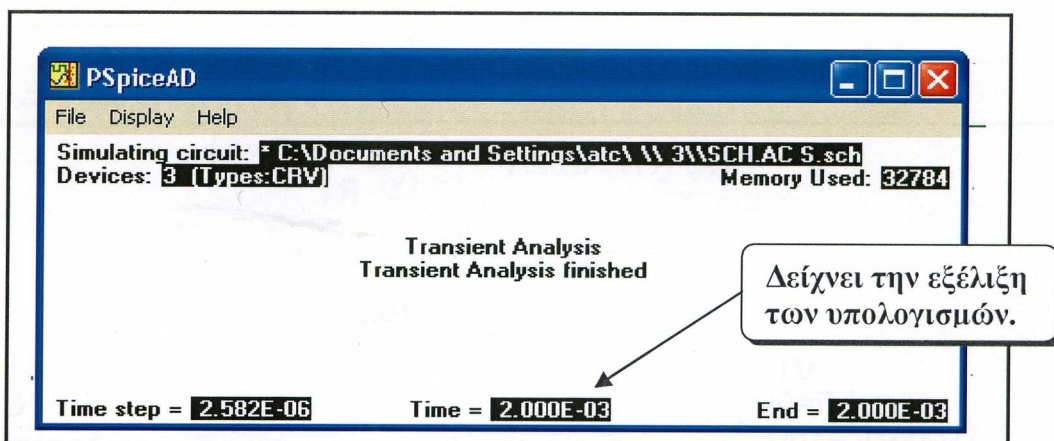 PSpiceAD
File Display Help
Simulating circuit: * C:\Documents and Settings\atc\ \\ 3\\SCH.AC S.sch
Devices: 3 (Types:CRV) Memory Used: 32784
Transient Analysis
Transient Analysis finished
Δείχνει την εξέλιξη
των υπολογισμών.
Time step = 2.582E-06 Time = 2.000E-03 End = 2.000E-03